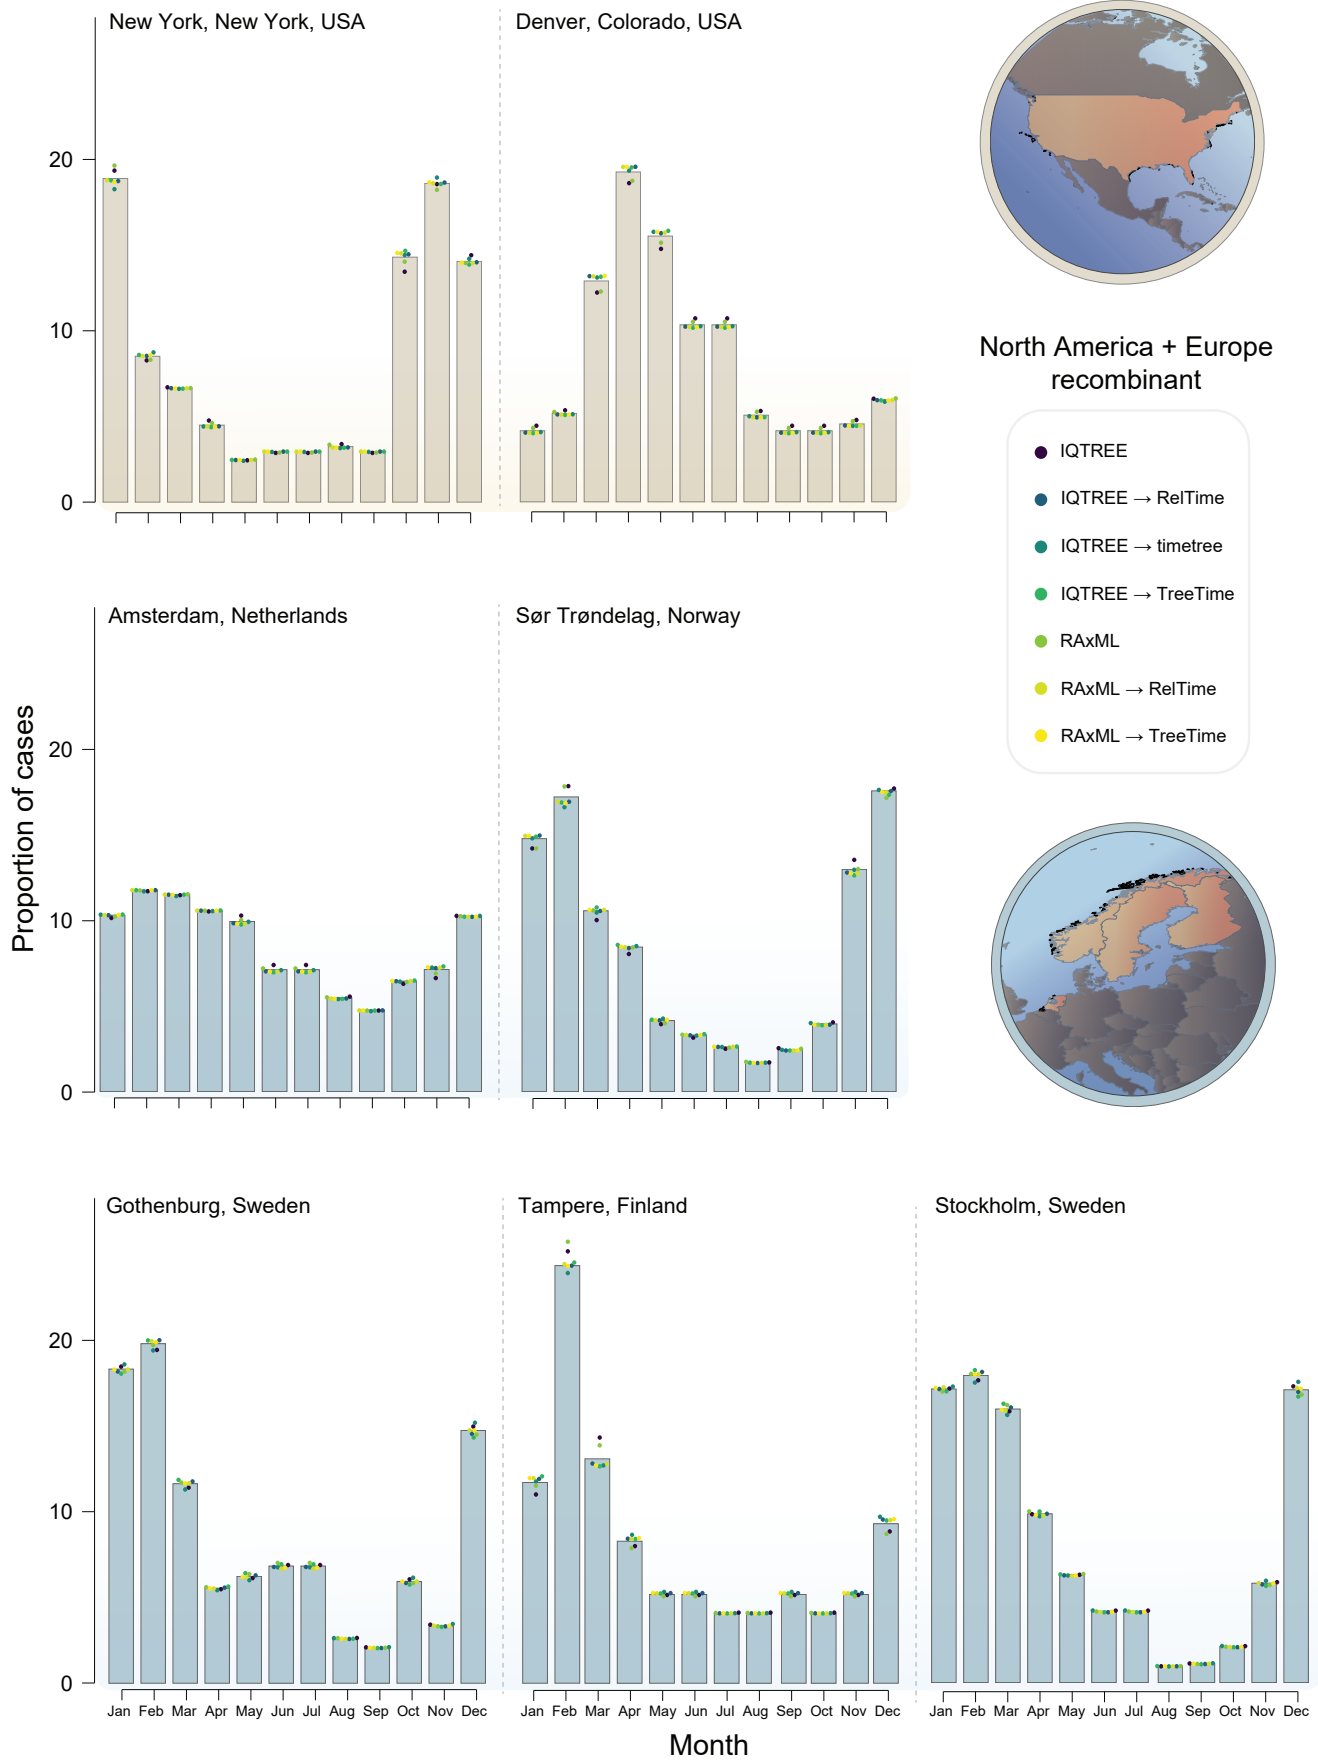 New York, New York, USA
Denver, Colorado, USA
20
10
0
North America + Europe
recombinant
IQTREE
IQTREE → RelTime
IQTREE → timetree
IQTREE → TreeTime
RAxML
RAxML → RelTime
RAxML → TreeTime
Amsterdam, Netherlands
Sør Trøndelag, Norway
20
10
0
Proportion of cases
Gothenburg, Sweden
Tampere, Finland
Stockholm, Sweden
20
10
0
Jan Feb Mar Apr May Jun Jul Aug Sep Oct Nov Dec
Jan Feb Mar Apr May Jun Jul Aug Sep Oct Nov Dec
Jan Feb Mar Apr May Jun Jul Aug Sep Oct Nov Dec
Month